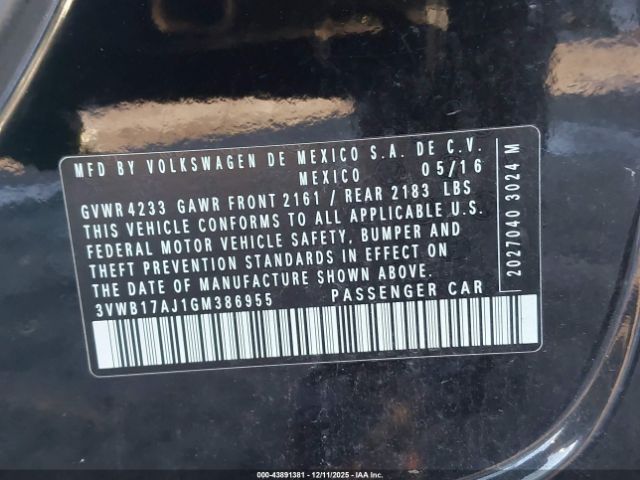 MFD BY VOLKSWAGEN DE MEXICO S.A. DE C.V.
MEXICO 05/16
GVWR 4233 GAWR FRONT 2161 / REAR 2183 LBS
THIS VEHICLE CONFORMS TO ALL APPLICABLE U.S.
FEDERAL MOTOR VEHICLE SAFETY, BUMPER AND
THEFT PREVENTION STANDARDS IN EFFECT ON
THE DATE OF MANUFACTURE SHOWN ABOVE.
3VWB17AJ1GM386955 PASSENGER CAR
2027040 3024 M
000-43891381 - 12/11/2025 - IAAI.COM